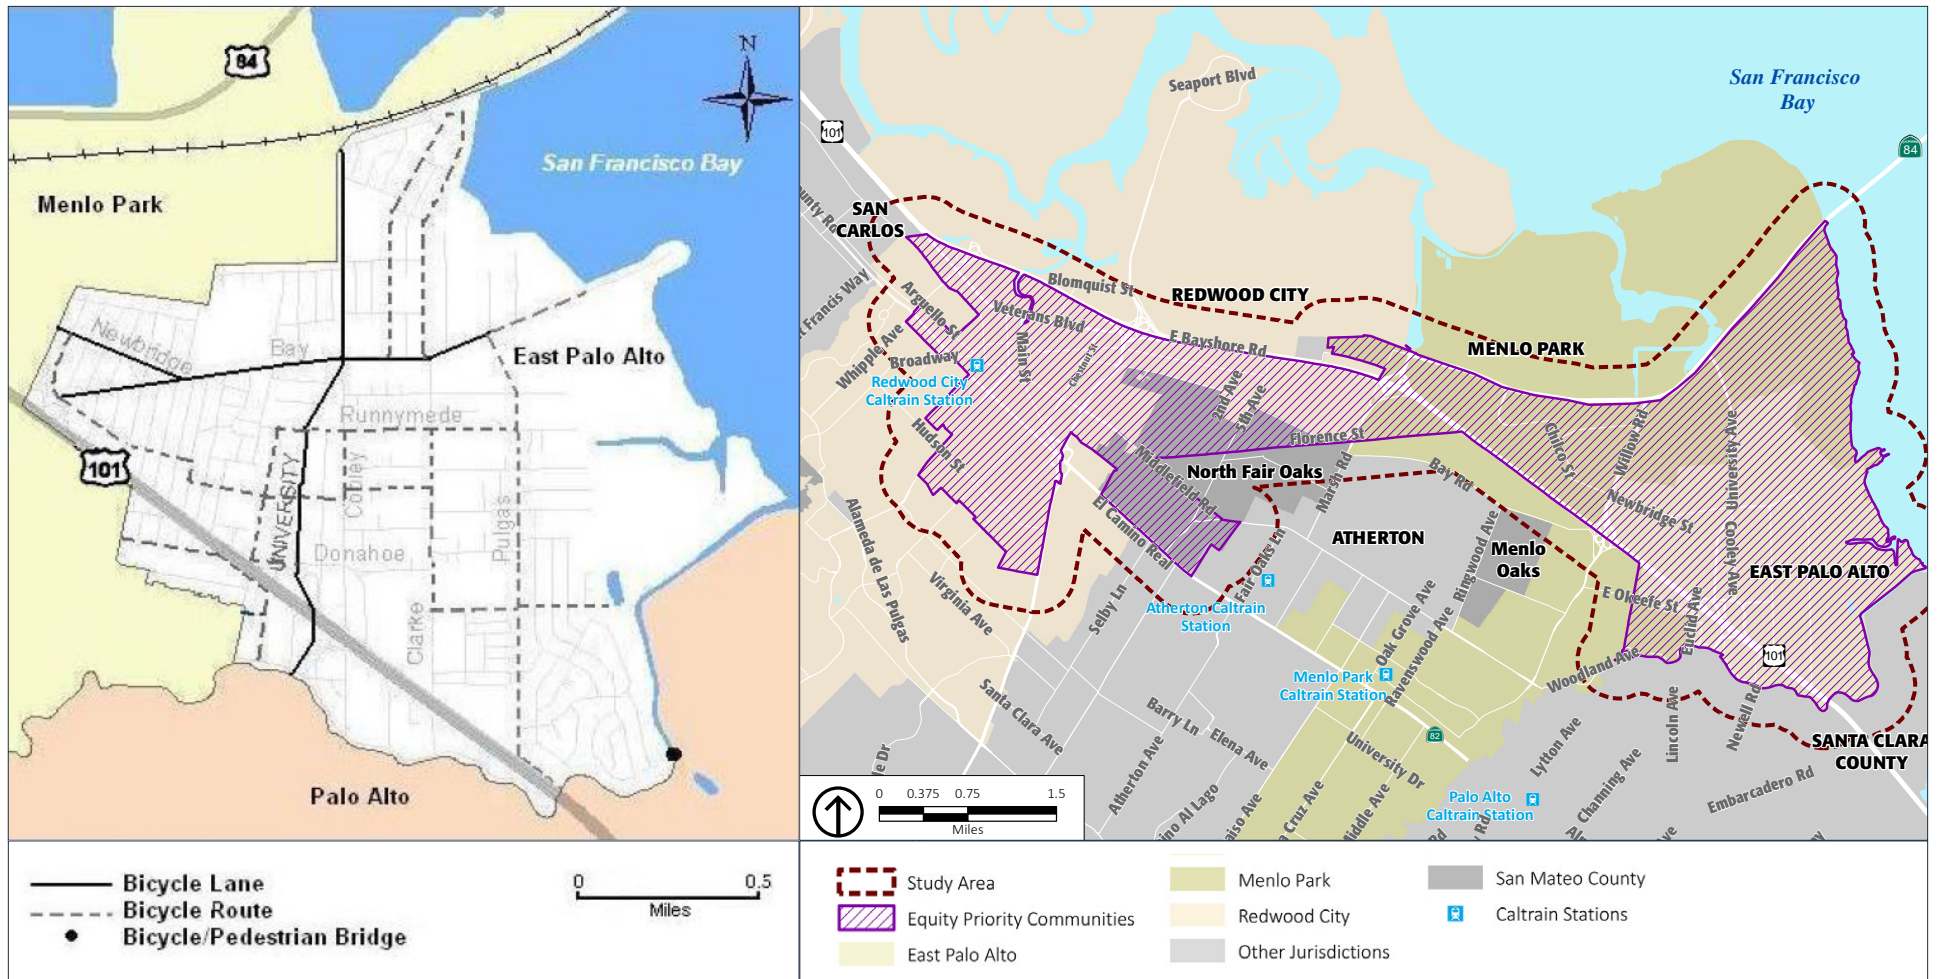 84
N
San Francisco Bay
Menlo Park
Newbridge
Bay
East Palo Alto
Runnymede
101
UNIVERSITY
Cooley
Pulgas
Donahoe
Clarke
Palo Alto
Bicycle Lane
Bicycle Route
Bicycle/Pedestrian Bridge
0 0.5
Miles
Seaport Blvd
San Francisco
Bay
101
84
SAN
CARLOS
Blomquist St
REDWOOD CITY
Arguello St
Veterans Blvd
Main St
Chestnut St
E Bayshore Rd
MENLO PARK
Whipple Ave
Broadway
Redwood City
Caltrain Station
2nd Ave
5th Ave
Florence St
Hudson St
Middlefield Rd
North Fair Oaks
Marsh Rd
Bay Rd
Chilco St
Willow Rd
Newbridge St
University Ave
Cooley Ave
El Camino Real
Fair Oaks Ln
ATHERTON
Ringwood Ave
Menlo
Oaks
EAST PALO ALTO
E Okeefe St
Euclid Ave
Alameda de Las Pulgas
Virginia Ave
Selby Ln
Atherton Caltrain
Station
Oak Grove Ave
Ravenswood Ave
Menlo Park
Caltrain Station
Woodland Ave
101
Santa Clara Ave
Barry Ln
Elena Ave
Atherton Ave
82
University Dr
Lytton Ave
Lincoln Ave
Newell Rd
SANTA CLARA
COUNTY
Channing Ave
Embarcadero Rd
Palo Alto
Caltrain Station
Middle Ave
0 0.375 0.75 1.5
Miles
Study Area
Equity Priority Communities
East Palo Alto
Menlo Park
Redwood City
Other Jurisdictions
San Mateo County
Caltrain Stations